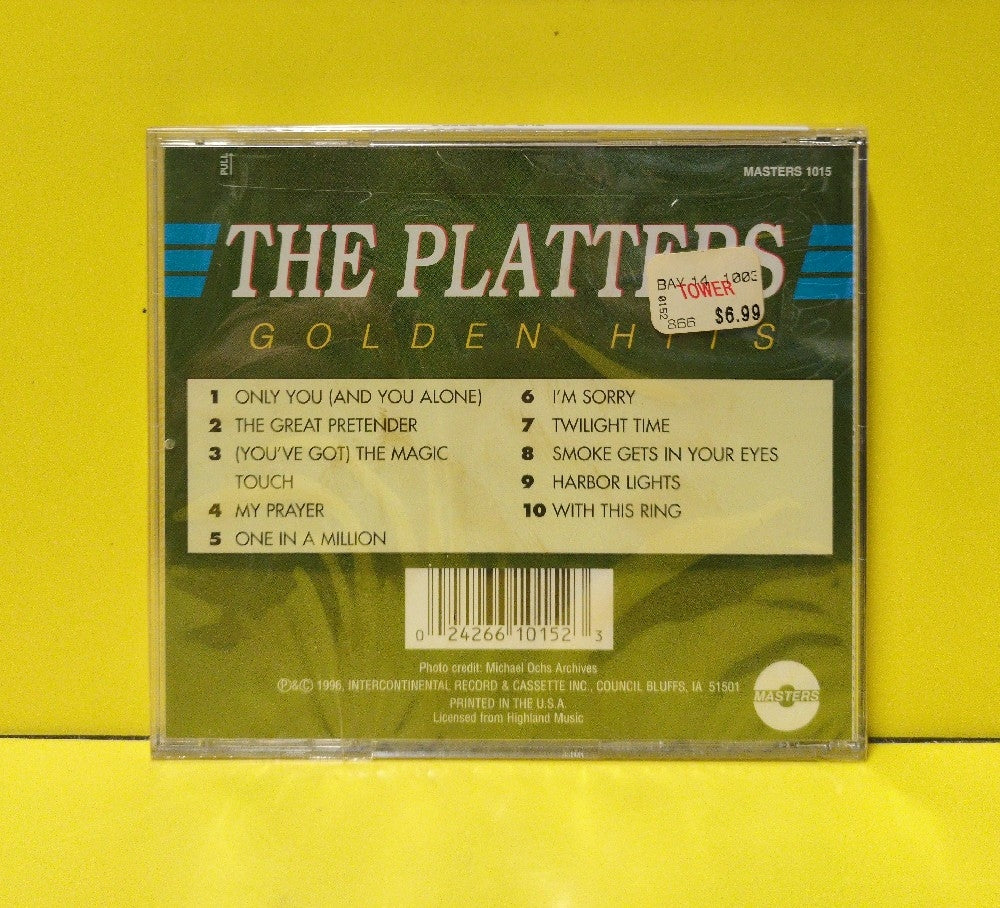 PULL
MASTERS 1015
THE PLATTERS
BAY 14 1003
TOWER
0152
866 $6.99
GOLDEN HITS
1 ONLY YOU (AND YOU ALONE)
2 THE GREAT PRETENDER
3 (YOU'VE GOT) THE MAGIC
TOUCH
4 MY PRAYER
5 ONE IN A MILLION
6 I'M SORRY
7 TWILIGHT TIME
8 SMOKE GETS IN YOUR EYES
9 HARBOR LIGHTS
10 WITH THIS RING
0 24266 10152 3
Photo credit: Michael Ochs Archives
℗&© 1996, INTERCONTINENTAL RECORD & CASSETTE INC., COUNCIL BLUFFS, IA 51501
PRINTED IN THE U.S.A.
Licensed from Highland Music
MASTERS